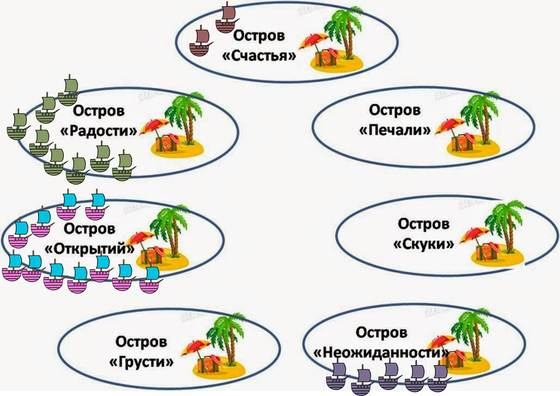 Остров
«Счастья»
Остров
«Радости»
Остров
«Печали»
Остров
«Открытий»
Остров
«Скуки»
Остров
«Грусти»
Остров
«Неожиданности»